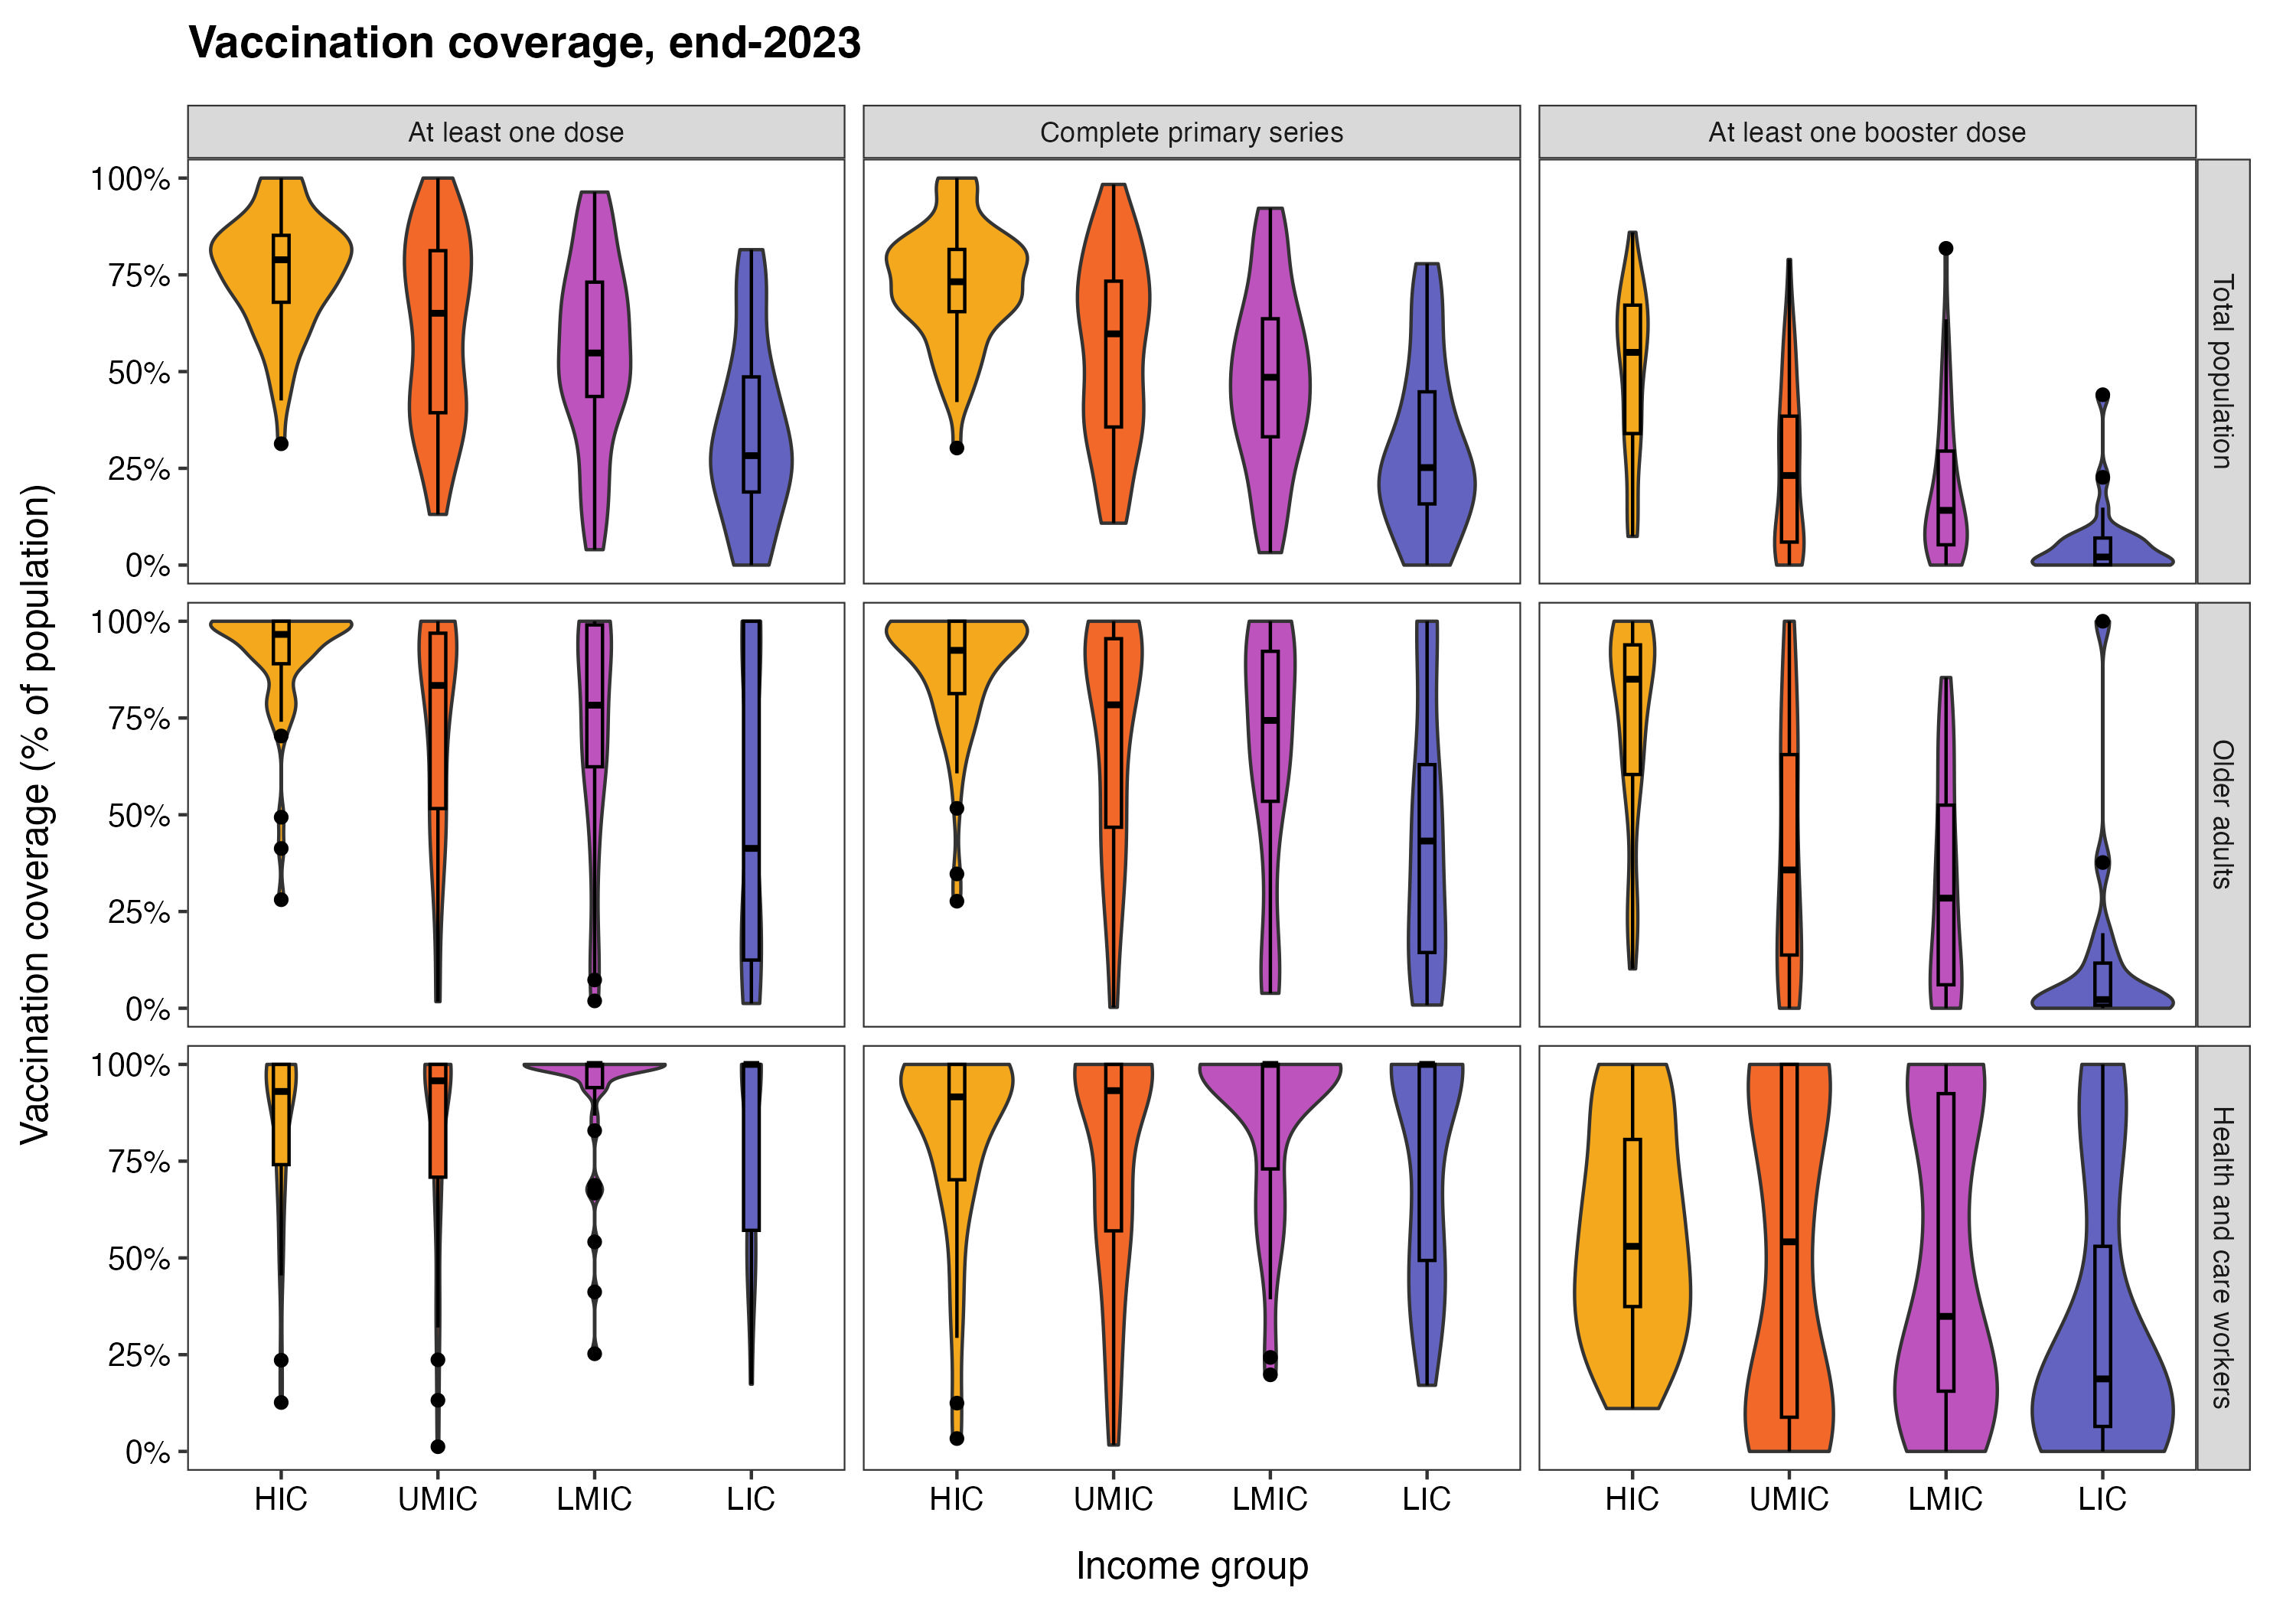 Vaccination coverage, end-2023
At least one dose
Complete primary series
At least one booster dose
Vaccination coverage (% of population)
100%
75%
50%
25%
0%
Total population
100%
75%
50%
25%
0%
Older adults
100%
75%
50%
25%
0%
Health and care workers
HIC UMIC LMIC LIC
HIC UMIC LMIC LIC
HIC UMIC LMIC LIC
Income group